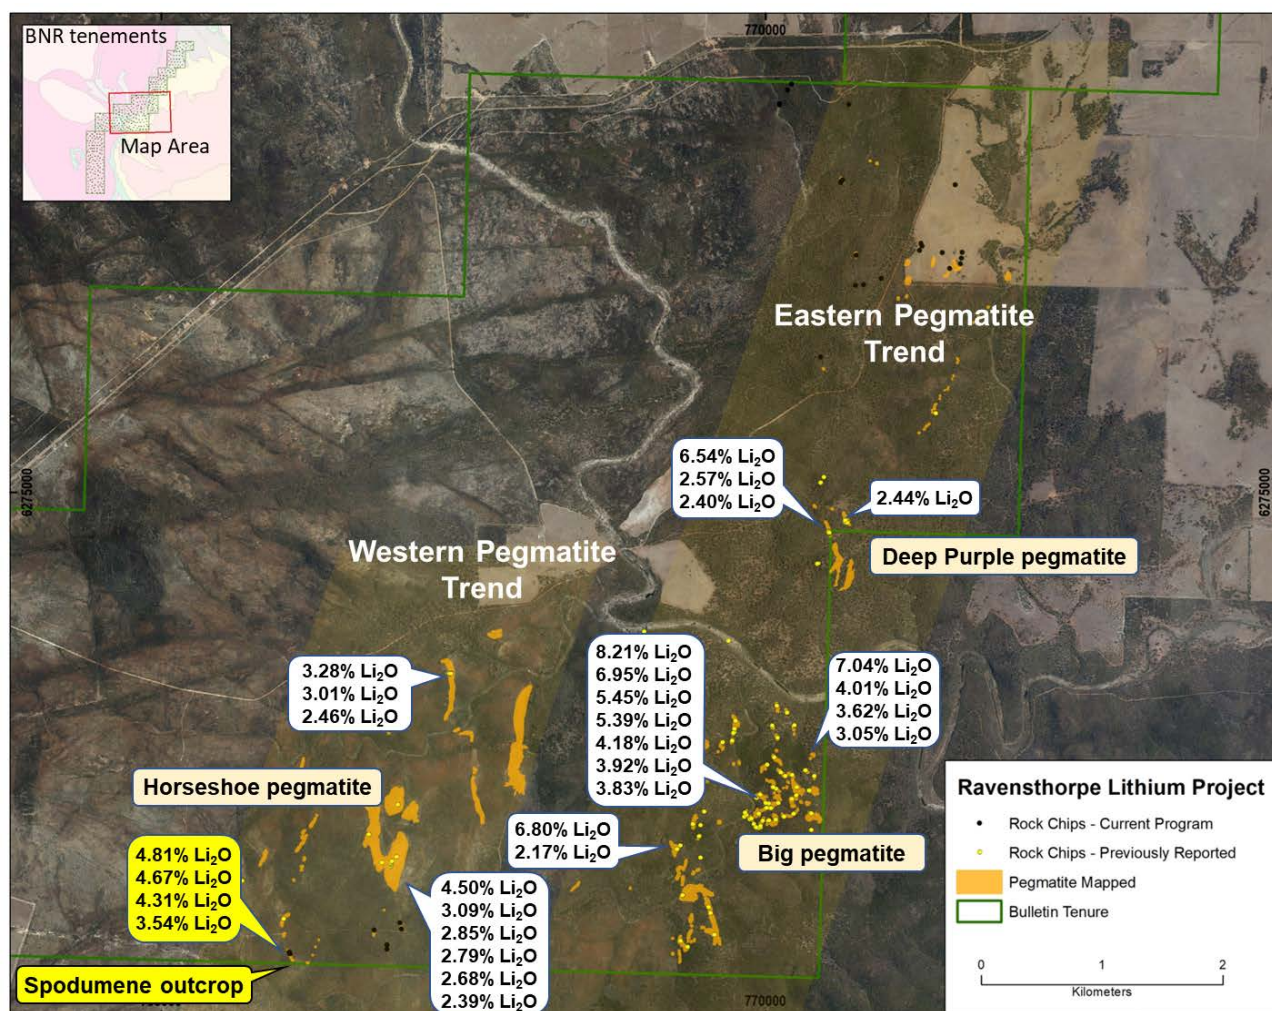 BNR tenements
Map Area
770000
Eastern Pegmatite
Trend
6275000
6275000
6.54% Li₂O
2.57% Li₂O
2.40% Li₂O
2.44% Li₂O
Deep Purple pegmatite
Western Pegmatite
Trend
3.28% Li₂O
3.01% Li₂O
2.46% Li₂O
8.21% Li₂O
6.95% Li₂O
5.45% Li₂O
5.39% Li₂O
4.18% Li₂O
3.92% Li₂O
3.83% Li₂O
7.04% Li₂O
4.01% Li₂O
3.62% Li₂O
3.05% Li₂O
Horseshoe pegmatite
6.80% Li₂O
2.17% Li₂O
Big pegmatite
4.81% Li₂O
4.67% Li₂O
4.31% Li₂O
3.54% Li₂O
4.50% Li₂O
3.09% Li₂O
2.85% Li₂O
2.79% Li₂O
2.68% Li₂O
2.39% Li₂O
Spodumene outcrop
770000
Ravensthorpe Lithium Project
Rock Chips - Current Program
Rock Chips - Previously Reported
Pegmatite Mapped
Bulletin Tenure
0 1 2
Kilometers